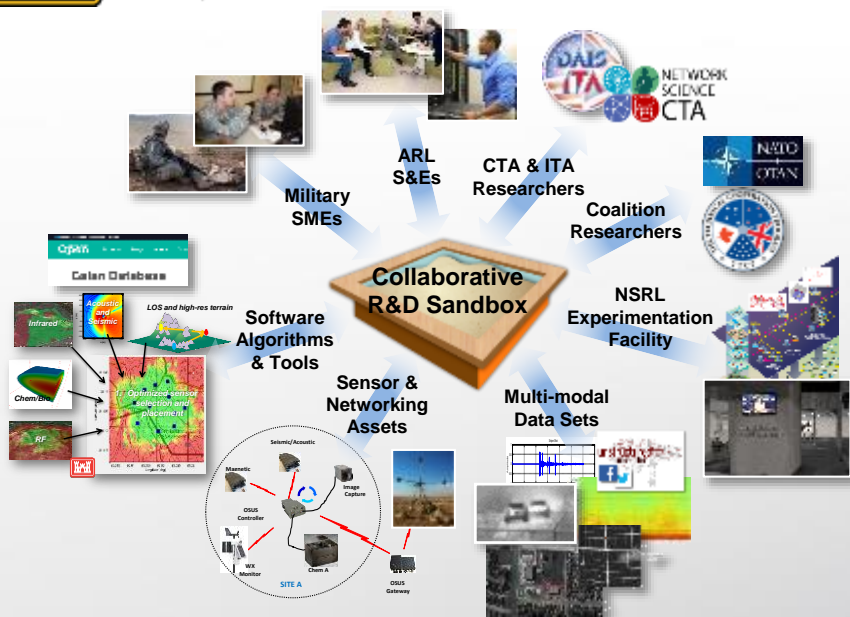 DAIS
ITA
NETWORK
SCIENCE
CTA
NATO
OTAN
ARL
S&Es
CTA & ITA
Researchers
Military
SMEs
Coalition
Researchers
Open
Collaborative
R&D Sandbox
Acoustic
and
Seismic
LOS and high-res terrain
Infrared
Software
Algorithms
& Tools
NSRL
Experimentation
Facility
Chem/Bio
Optimized sensor
selection and
placement
RF
Sensor &
Networking
Assets
Multi-modal
Data Sets
Seismic/Acoustic
Magnetic
Image
Capture
OSUS
Controller
WX
Monitor
Chem A
SITE A
OSUS
Gateway